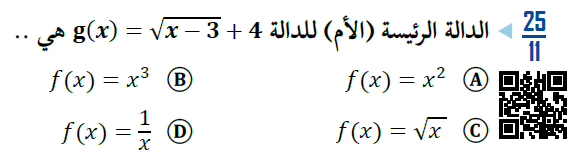 25/11 ◀ الدالة الرئيسة (الأم) للدالة g(x) = √(x − 3) + 4 هي ..
Ⓐ f(x) = x² Ⓑ f(x) = x³
Ⓒ f(x) = √x Ⓓ f(x) = 1/x